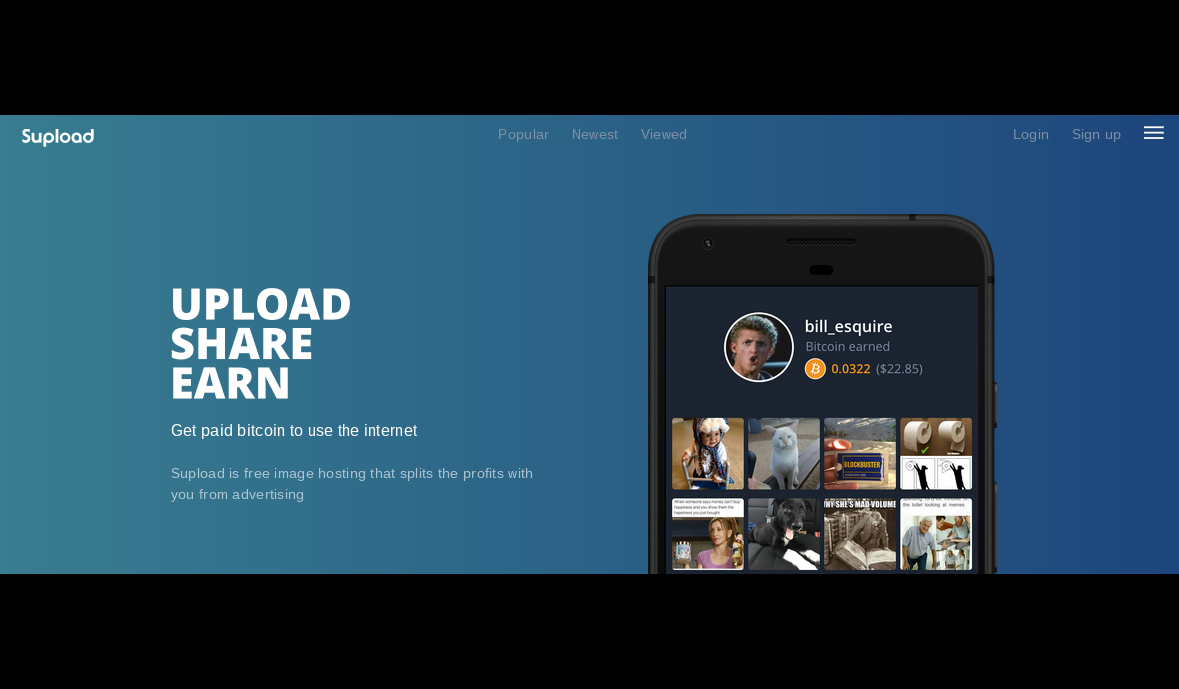 Supload
Popular Newest Viewed
Login Sign up
UPLOAD
SHARE
EARN
Get paid bitcoin to use the internet
Supload is free image hosting that splits the profits with
you from advertising
bill_esquire
Bitcoin earned
0.0322 ($22.85)
BLOCKBUSTER
When someone says money can't buy
happiness and you show them the
happiness you just bought
WHY SHE'S MAD VOLUME
the toilet looking at memes